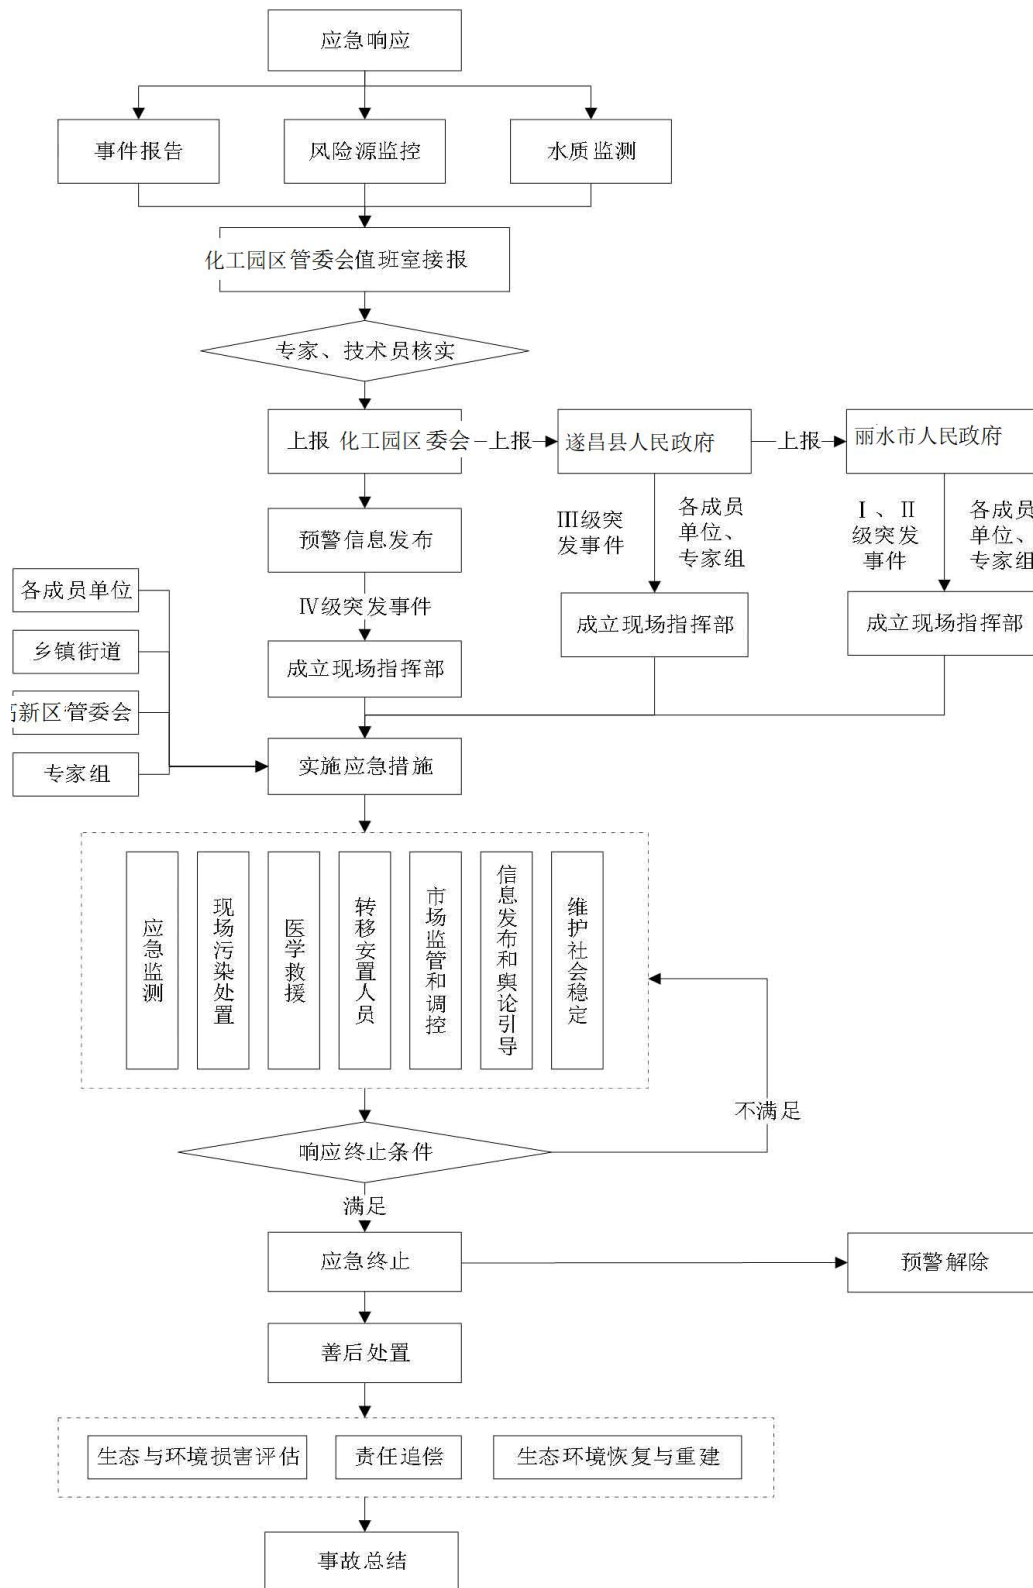 应急响应
事件报告
风险源监控
水质监测
化工园区管委会值班室接报
专家、技术员核实
上报 化工园区委会
上报
遂昌县人民政府
上报
丽水市人民政府
预警信息发布
III级突
发事件
各成员
单位、
专家组
I、II
级突发
事件
各成员
单位、
专家组
各成员单位
乡镇街道
高新区管委会
专家组
IV级突发事件
成立现场指挥部
成立现场指挥部
成立现场指挥部
实施应急措施
应急监测
现场污染处置
医学救援
转移安置人员
市场监管和调控
信息发布和舆论引导
维护社会稳定
不满足
响应终止条件
满足
应急终止
预警解除
善后处置
生态与环境损害评估
责任追偿
生态环境恢复与重建
事故总结